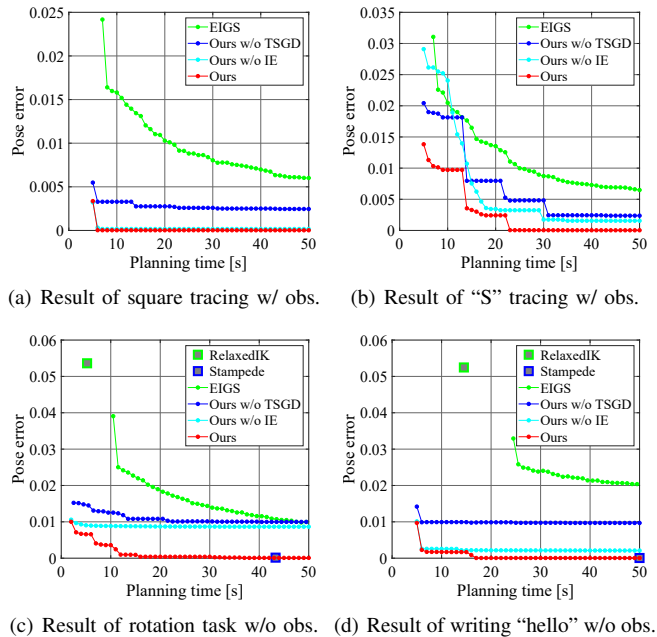 0.025
0.02
0.015
0.01
0.005
0
Pose error
0 10 20 30 40 50
Planning time [s]
EIGS
Ours w/o TSGD
Ours w/o IE
Ours
(a) Result of square tracing w/ obs.
0.035
0.03
0.025
0.02
0.015
0.01
0.005
0
Pose error
0 10 20 30 40 50
Planning time [s]
EIGS
Ours w/o TSGD
Ours w/o IE
Ours
(b) Result of “S” tracing w/ obs.
0.06
0.05
0.04
0.03
0.02
0.01
0
Pose error
0 10 20 30 40 50
Planning time [s]
RelaxedIK
Stampede
EIGS
Ours w/o TSGD
Ours w/o IE
Ours
(c) Result of rotation task w/o obs.
0.06
0.05
0.04
0.03
0.02
0.01
0
Pose error
0 10 20 30 40 50
Planning time [s]
RelaxedIK
Stampede
EIGS
Ours w/o TSGD
Ours w/o IE
Ours
(d) Result of writing “hello” w/o obs.